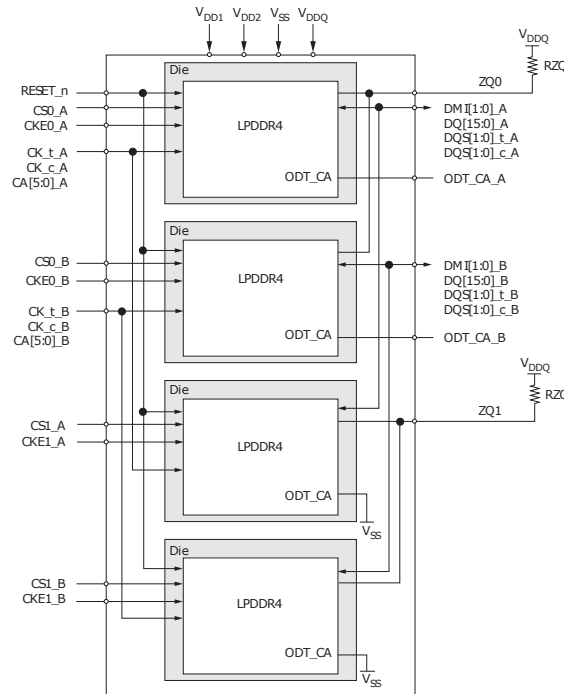 VDD1 VDD2 VSS VDDQ
VDDQ
RZQ
Die
RESET_n
ZQ0
CS0_A
LPDDR4
DMI[1:0]_A
CKE0_A
DQ[15:0]_A
DQS[1:0]_t_A
CK_t_A
DQS[1:0]_c_A
CK_c_A
ODT_CA
ODT_CA_A
CA[5:0]_A
Die
CS0_B
LPDDR4
DMI[1:0]_B
CKE0_B
DQ[15:0]_B
DQS[1:0]_t_B
CK_t_B
DQS[1:0]_c_B
CK_c_B
ODT_CA
ODT_CA_B
CA[5:0]_B
VDDQ
Die
RZQ
ZQ1
CS1_A
LPDDR4
CKE1_A
ODT_CA
VSS
Die
CS1_B
LPDDR4
CKE1_B
ODT_CA
VSS